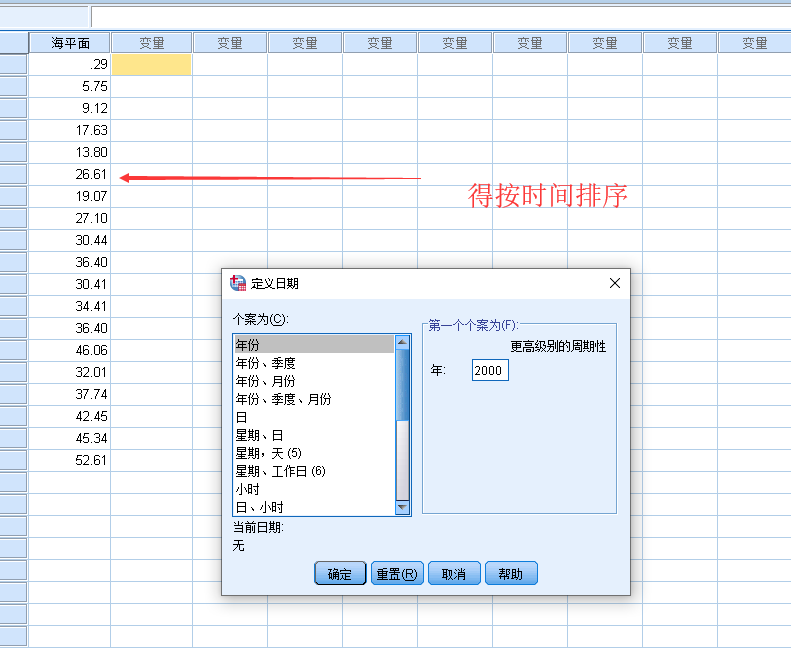 海平面 变量 变量 变量 变量 变量 变量 变量 变量 变量
.29
5.75
9.12
17.63
13.80
26.61
得按时间排序
19.07
27.10
30.44
36.40
30.41
34.41
36.40
46.06
32.01
37.74
42.45
45.34
52.61
定义日期
个案为(C):
年份
年份、季度
年份、月份
年份、季度、月份
日
星期、日
星期，天 (5)
星期、工作日 (6)
小时
日、小时
当前日期:
无
第一个个案为(F):
更高级别的周期性
年: 2000
确定 重置(R) 取消 帮助